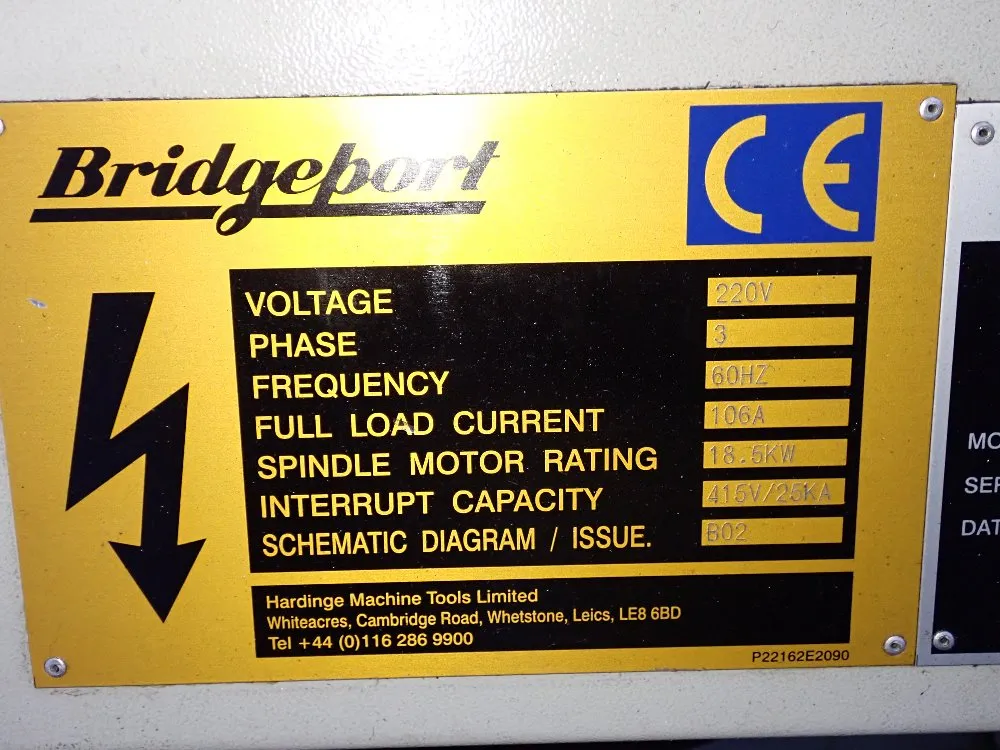 Bridgeport
CE
VOLTAGE 220V
PHASE 3
FREQUENCY 60HZ
FULL LOAD CURRENT 106A
SPINDLE MOTOR RATING 18.5KW
INTERRUPT CAPACITY 415V/25KA
SCHEMATIC DIAGRAM / ISSUE. B02
Hardinge Machine Tools Limited
Whiteacres, Cambridge Road, Whetstone, Leics, LE8 6BD
Tel +44 (0)116 286 9900
P22162E2090
MO
SER
DAT